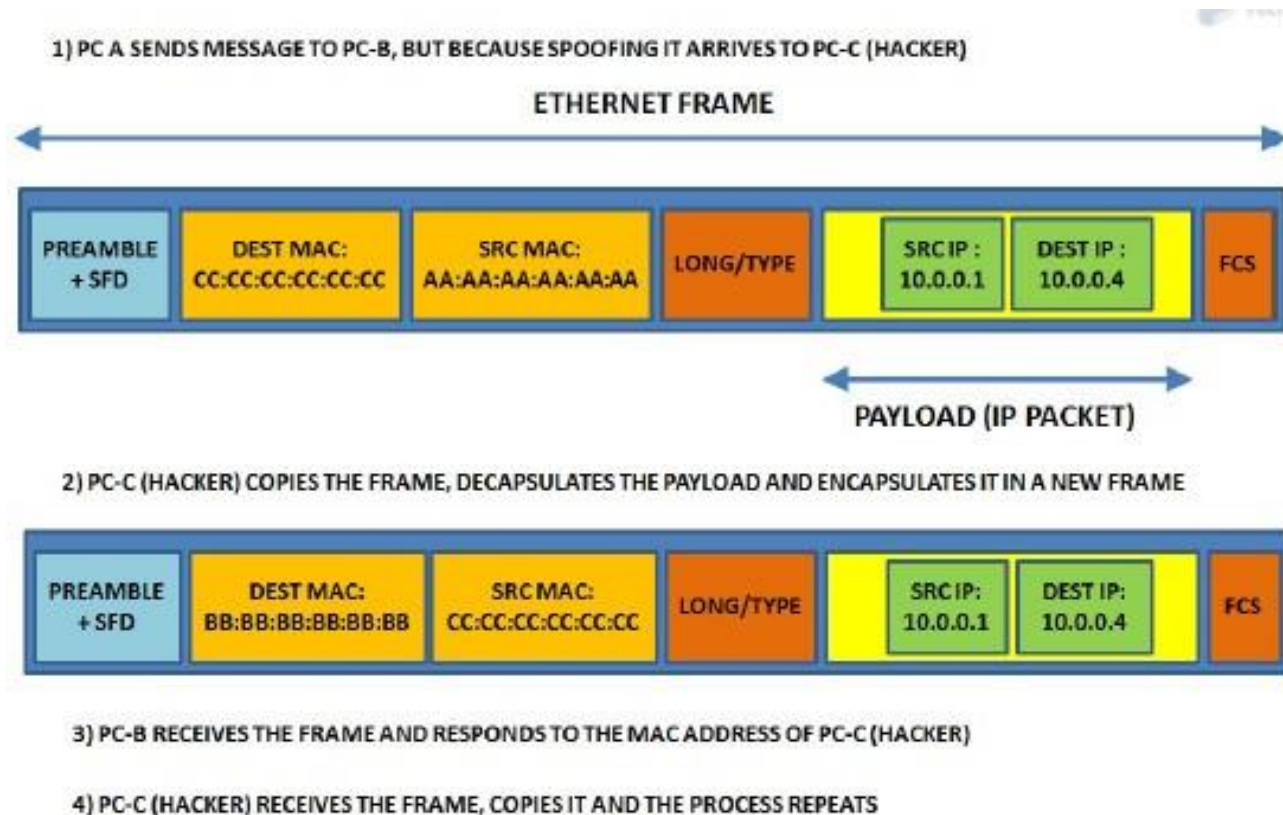 1) PC A SENDS MESSAGE TO PC-B, BUT BECAUSE SPOOFING IT ARRIVES TO PC-C (HACKER)
ETHERNET FRAME
PREAMBLE
+ SFD
DEST MAC:
CC:CC:CC:CC:CC:CC
SRC MAC:
AA:AA:AA:AA:AA:AA
LONG/TYPE
SRC IP :
10.0.0.1
DEST IP :
10.0.0.4
FCS
PAYLOAD (IP PACKET)
2) PC-C (HACKER) COPIES THE FRAME, DECAPSULATES THE PAYLOAD AND ENCAPSULATES IT IN A NEW FRAME
PREAMBLE
+ SFD
DEST MAC:
BB:BB:BB:BB:BB:BB
SRC MAC:
CC:CC:CC:CC:CC:CC
LONG/TYPE
SRC IP:
10.0.0.1
DEST IP:
10.0.0.4
FCS
3) PC-B RECEIVES THE FRAME AND RESPONDS TO THE MAC ADDRESS OF PC-C (HACKER)
4) PC-C (HACKER) RECEIVES THE FRAME, COPIES IT AND THE PROCESS REPEATS